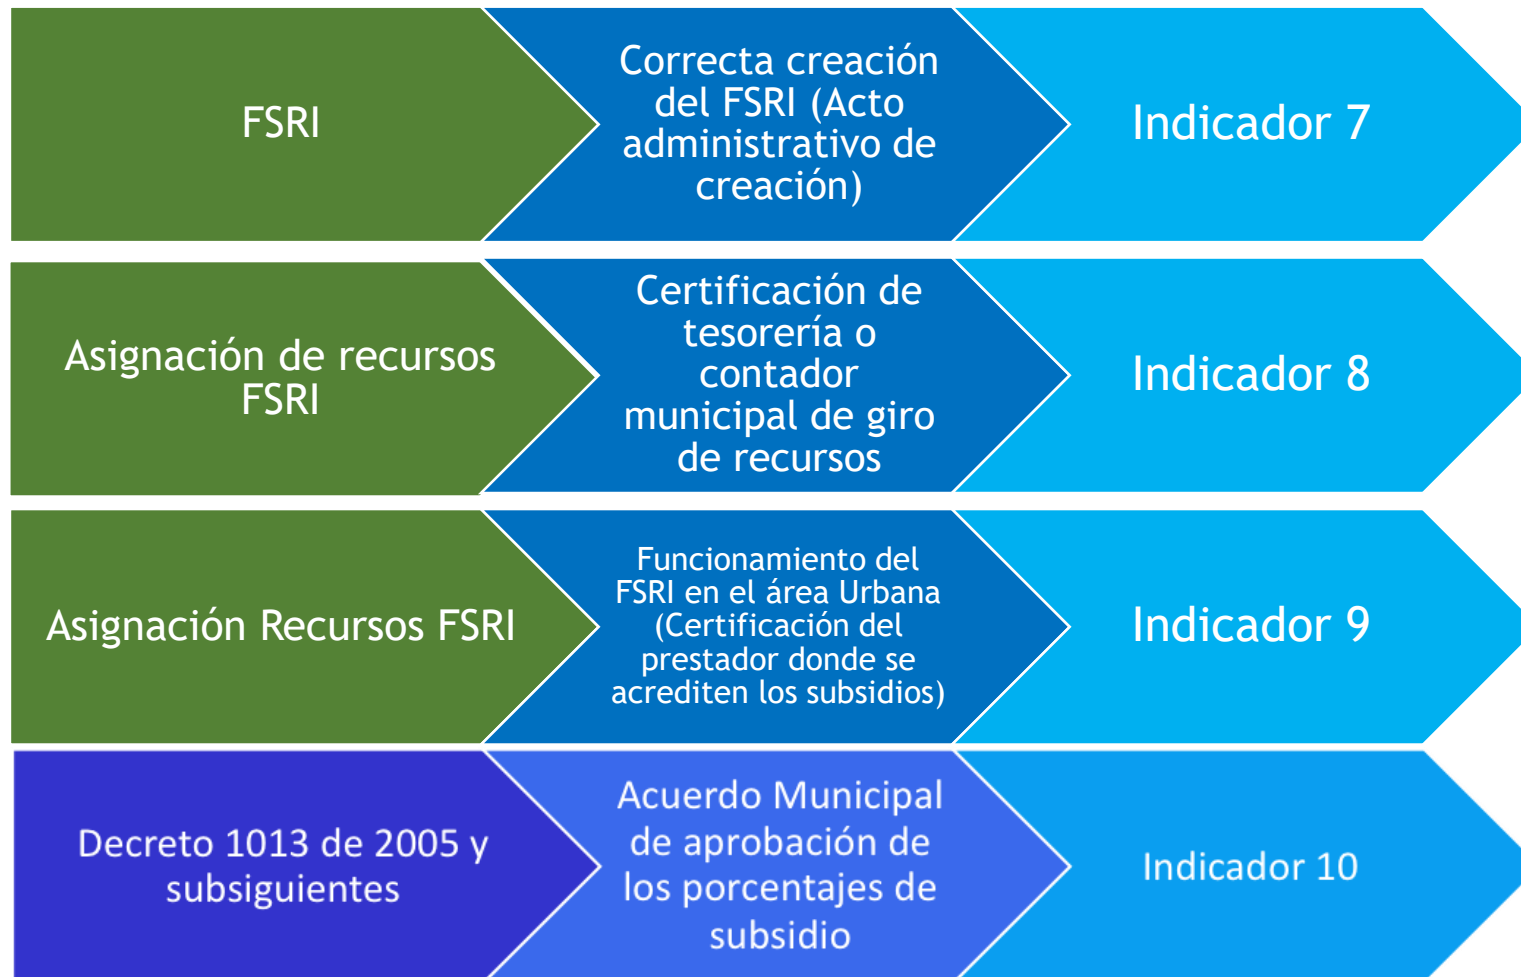 FSRI
Correcta creación
del FSRI (Acto
administrativo de
creación)
Indicador 7
Asignación de recursos
FSRI
Certificación de
tesorería o
contador
municipal de giro
de recursos
Indicador 8
Asignación Recursos FSRI
Funcionamiento del
FSRI en el área Urbana
(Certificación del
prestador donde se
acrediten los subsidios)
Indicador 9
Decreto 1013 de 2005 y
subsiguientes
Acuerdo Municipal
de aprobación de
los porcentajes de
subsidio
Indicador 10